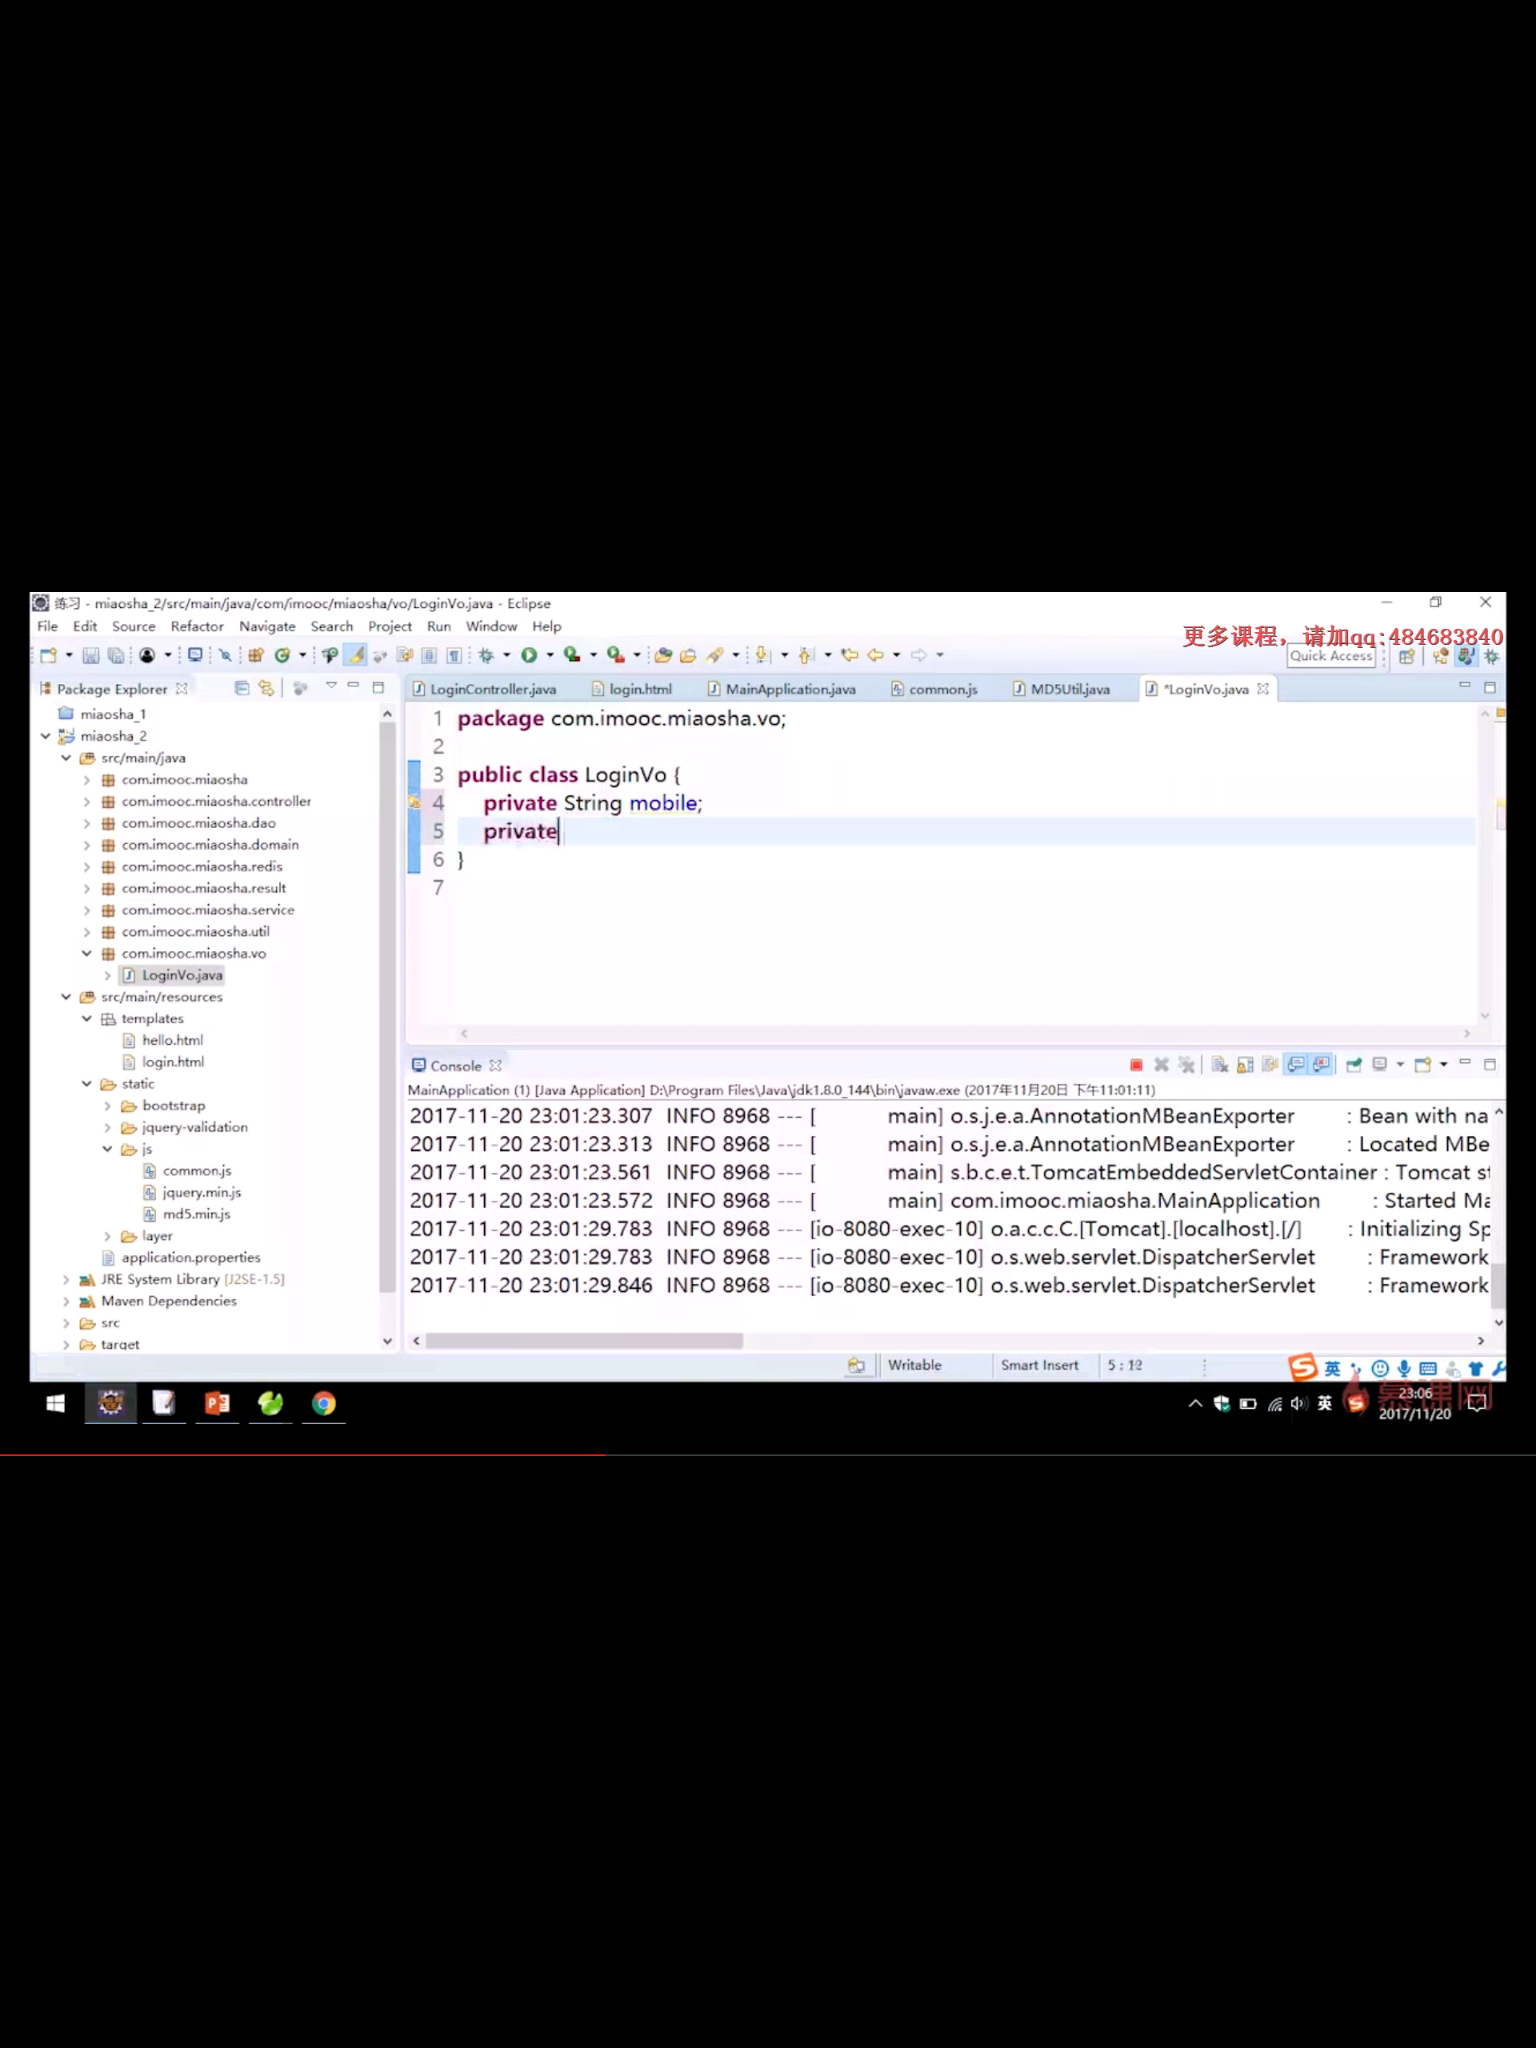 练习 - miaosha_2/src/main/java/com/imooc/miaosha/vo/LoginVo.java - Eclipse
File Edit Source Refactor Navigate Search Project Run Window Help
更多课程，请加qq:484683840
Quick Access
Package Explorer
miaosha_1
miaosha_2
src/main/java
com.imooc.miaosha
com.imooc.miaosha.controller
com.imooc.miaosha.dao
com.imooc.miaosha.domain
com.imooc.miaosha.redis
com.imooc.miaosha.result
com.imooc.miaosha.service
com.imooc.miaosha.util
com.imooc.miaosha.vo
LoginVo.java
src/main/resources
templates
hello.html
login.html
static
bootstrap
jquery-validation
js
common.js
jquery.min.js
md5.min.js
layer
application.properties
JRE System Library [J2SE-1.5]
Maven Dependencies
src
target
LoginController.java login.html MainApplication.java common.js MD5Util.java *LoginVo.java
1 package com.imooc.miaosha.vo;
2
3 public class LoginVo {
4 private String mobile;
5 private
6 }
7
Console
MainApplication (1) [Java Application] D:\Program Files\Java\jdk1.8.0_144\bin\javaw.exe (2017年11月20日 下午11:01:11)
2017-11-20 23:01:23.307 INFO 8968 --- [ main] o.s.j.e.a.AnnotationMBeanExporter : Bean with na
2017-11-20 23:01:23.313 INFO 8968 --- [ main] o.s.j.e.a.AnnotationMBeanExporter : Located MBe
2017-11-20 23:01:23.561 INFO 8968 --- [ main] s.b.c.e.t.TomcatEmbeddedServletContainer : Tomcat st
2017-11-20 23:01:23.572 INFO 8968 --- [ main] com.imooc.miaosha.MainApplication : Started Ma
2017-11-20 23:01:29.783 INFO 8968 --- [io-8080-exec-10] o.a.c.c.C.[Tomcat].[localhost].[/] : Initializing Sp
2017-11-20 23:01:29.783 INFO 8968 --- [io-8080-exec-10] o.s.web.servlet.DispatcherServlet : Framework
2017-11-20 23:01:29.846 INFO 8968 --- [io-8080-exec-10] o.s.web.servlet.DispatcherServlet : Framework
Writable Smart Insert 5 : 12
英
英
慕课网
23:06
2017/11/20